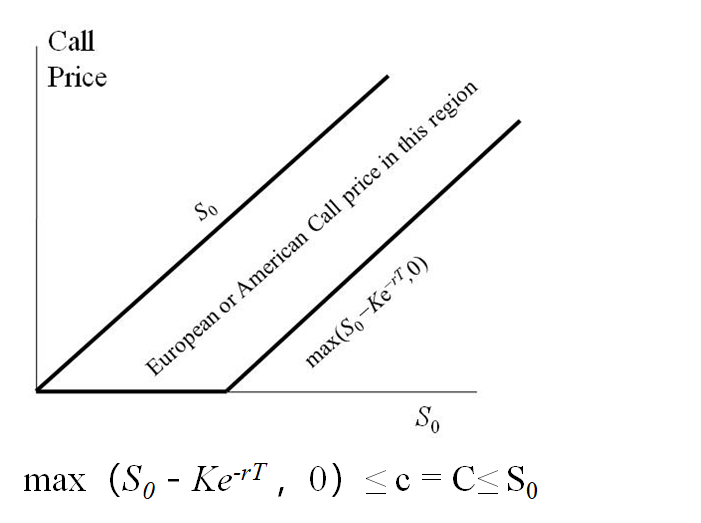 Call
Price
S₀
European or American Call price in this region
max(S₀–Ke⁻ʳᵀ,0)
S₀
max (S₀ - Ke⁻ʳᵀ , 0) ≤ c = C ≤ S₀